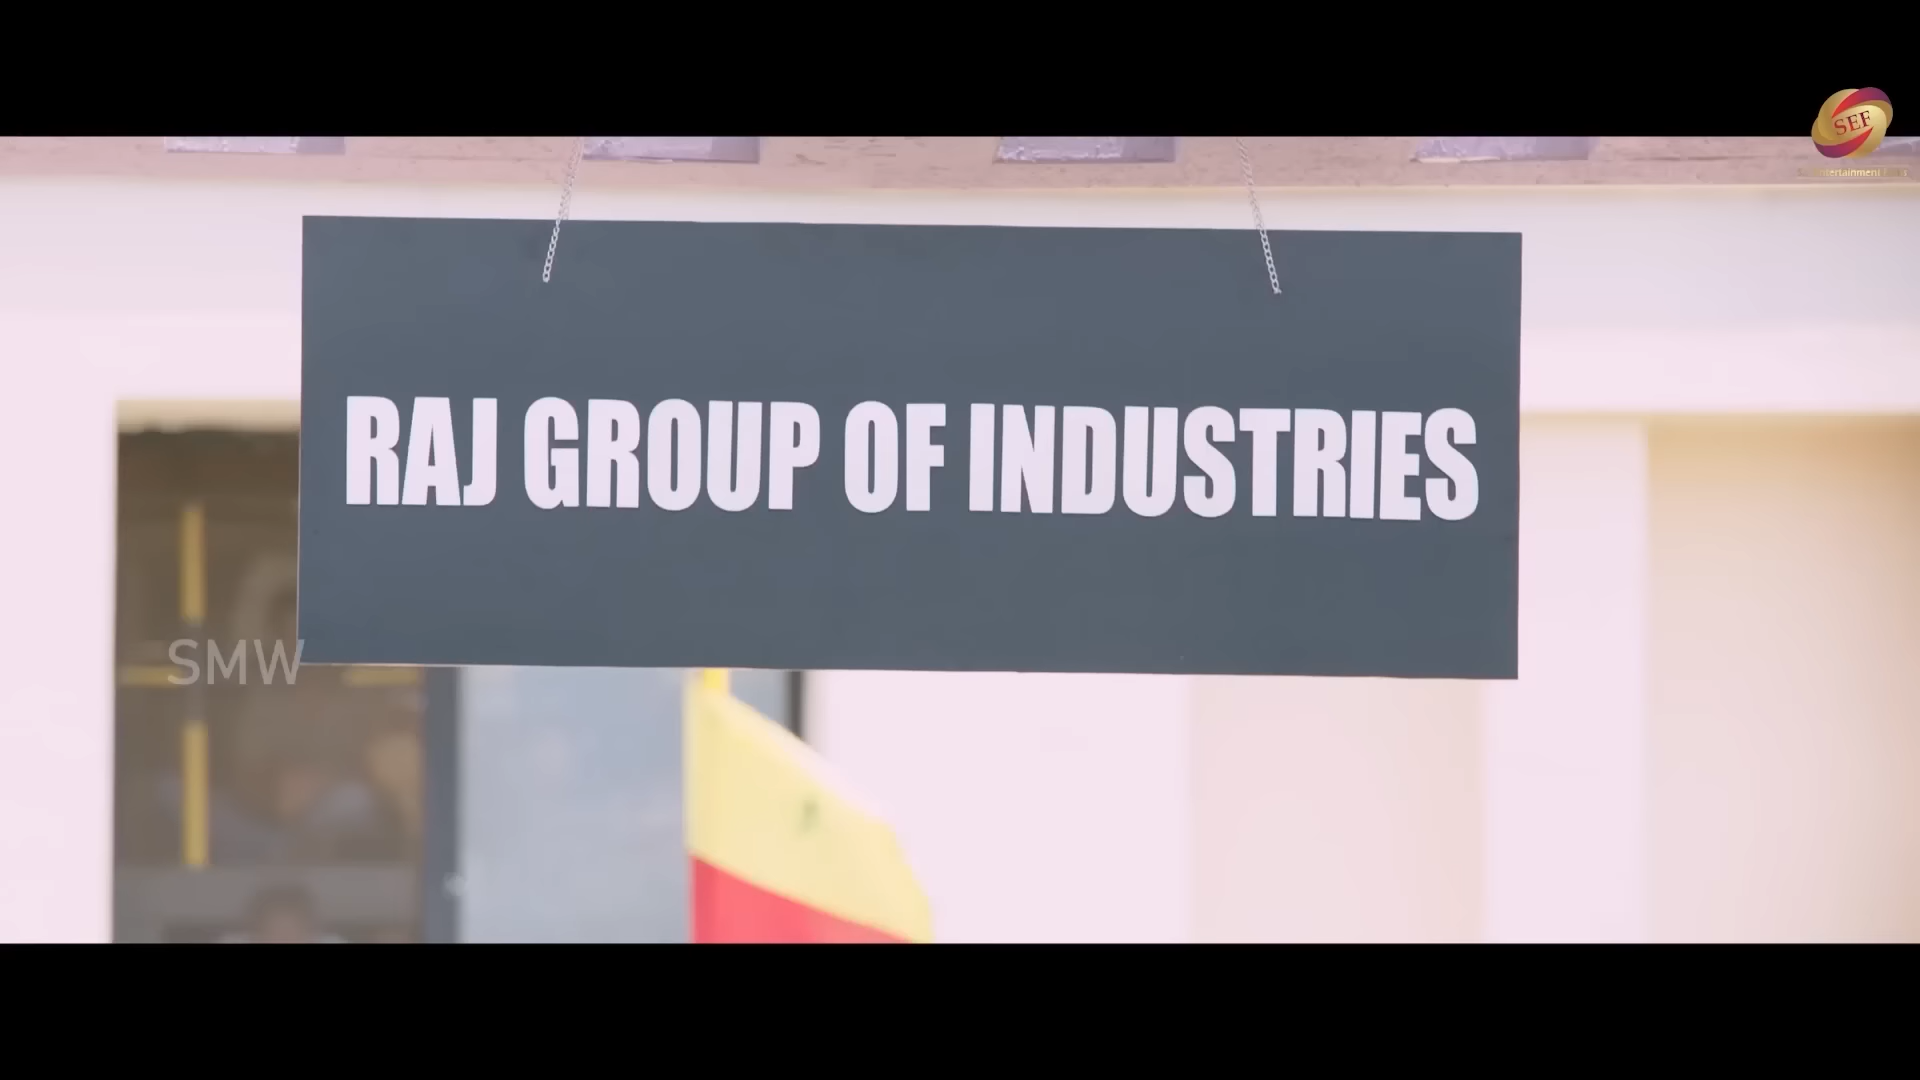 SEF
RAJ GROUP OF INDUSTRIES
SMW